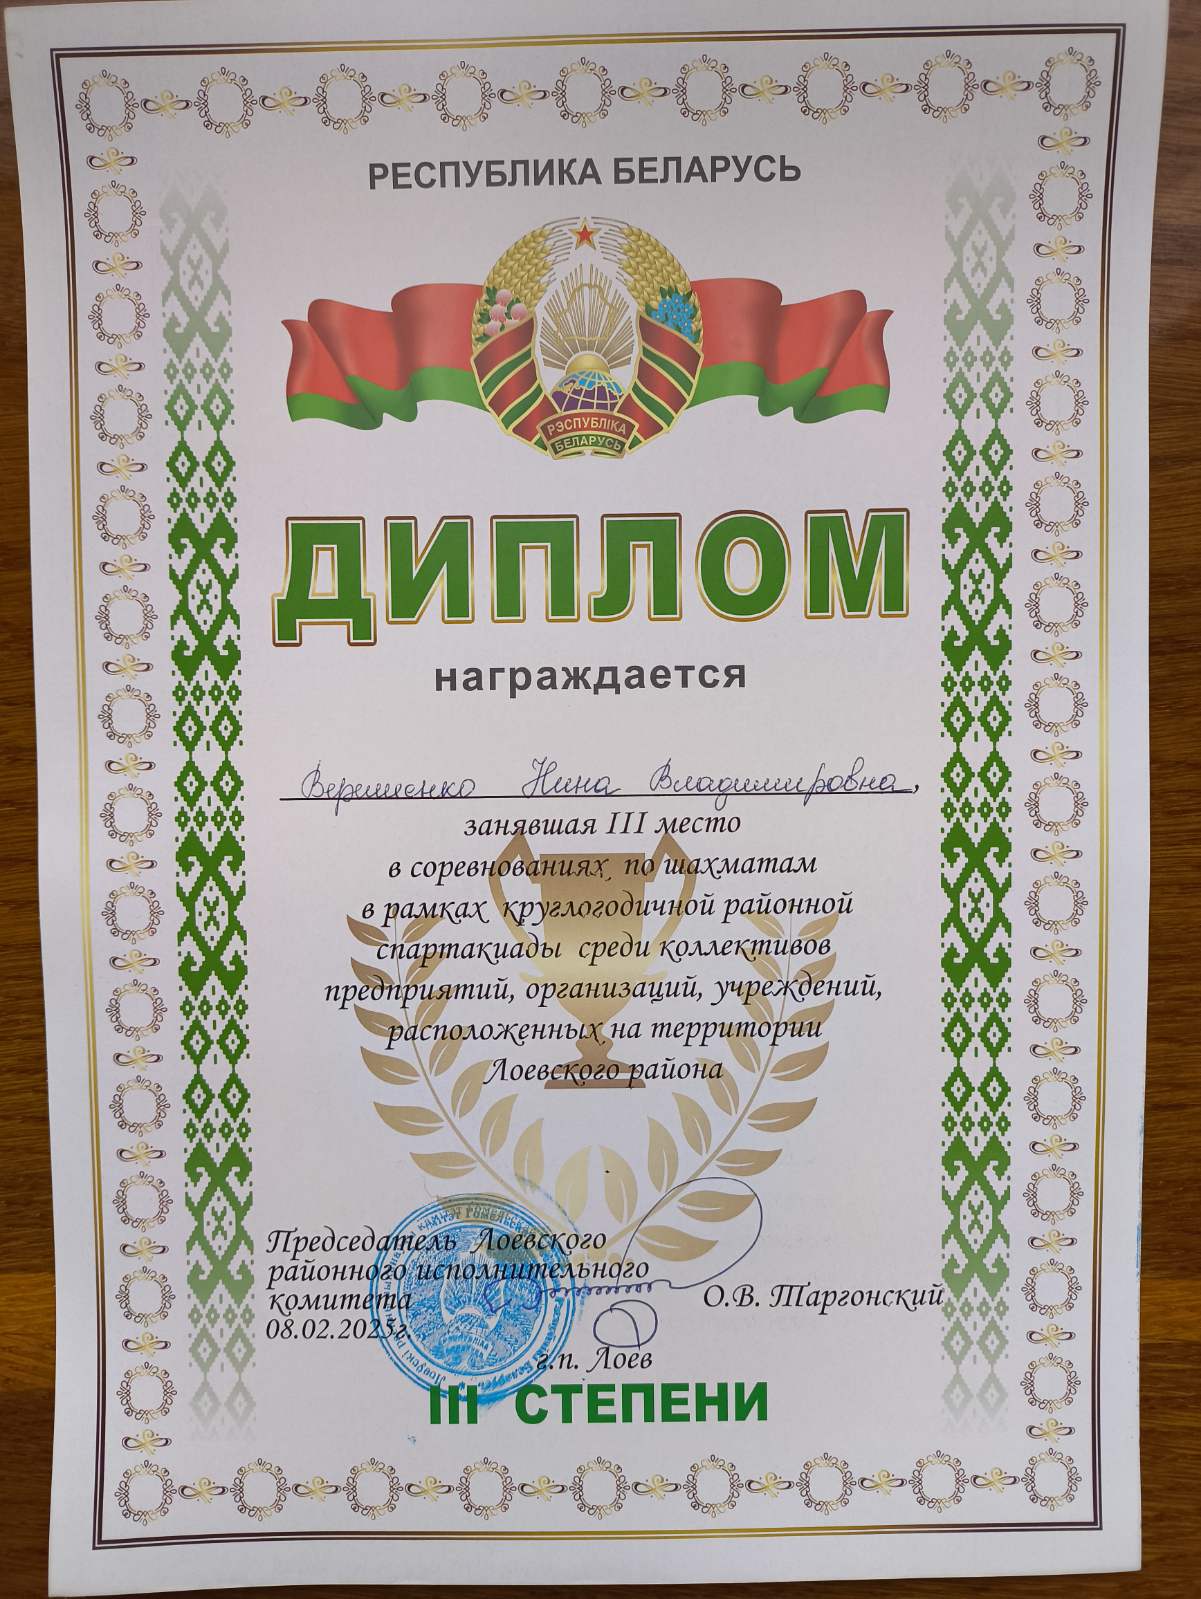 РЕСПУБЛИКА БЕЛАРУСЬ
РЭСПУБЛІКА
БЕЛАРУСЬ
ДИПЛОМ
награждается
Нина Владимировна,
занявшая III место
в соревнованиях по шахматам
в рамках круглогодичной районной
спартакиады среди коллективов
предприятий, организаций, учреждений,
расположенных на территории
Лоевского района
Председатель Лоевского
районного исполнительного
комитета О.В. Таргонский
08.02.2023г.
г.п. Лоев
III СТЕПЕНИ